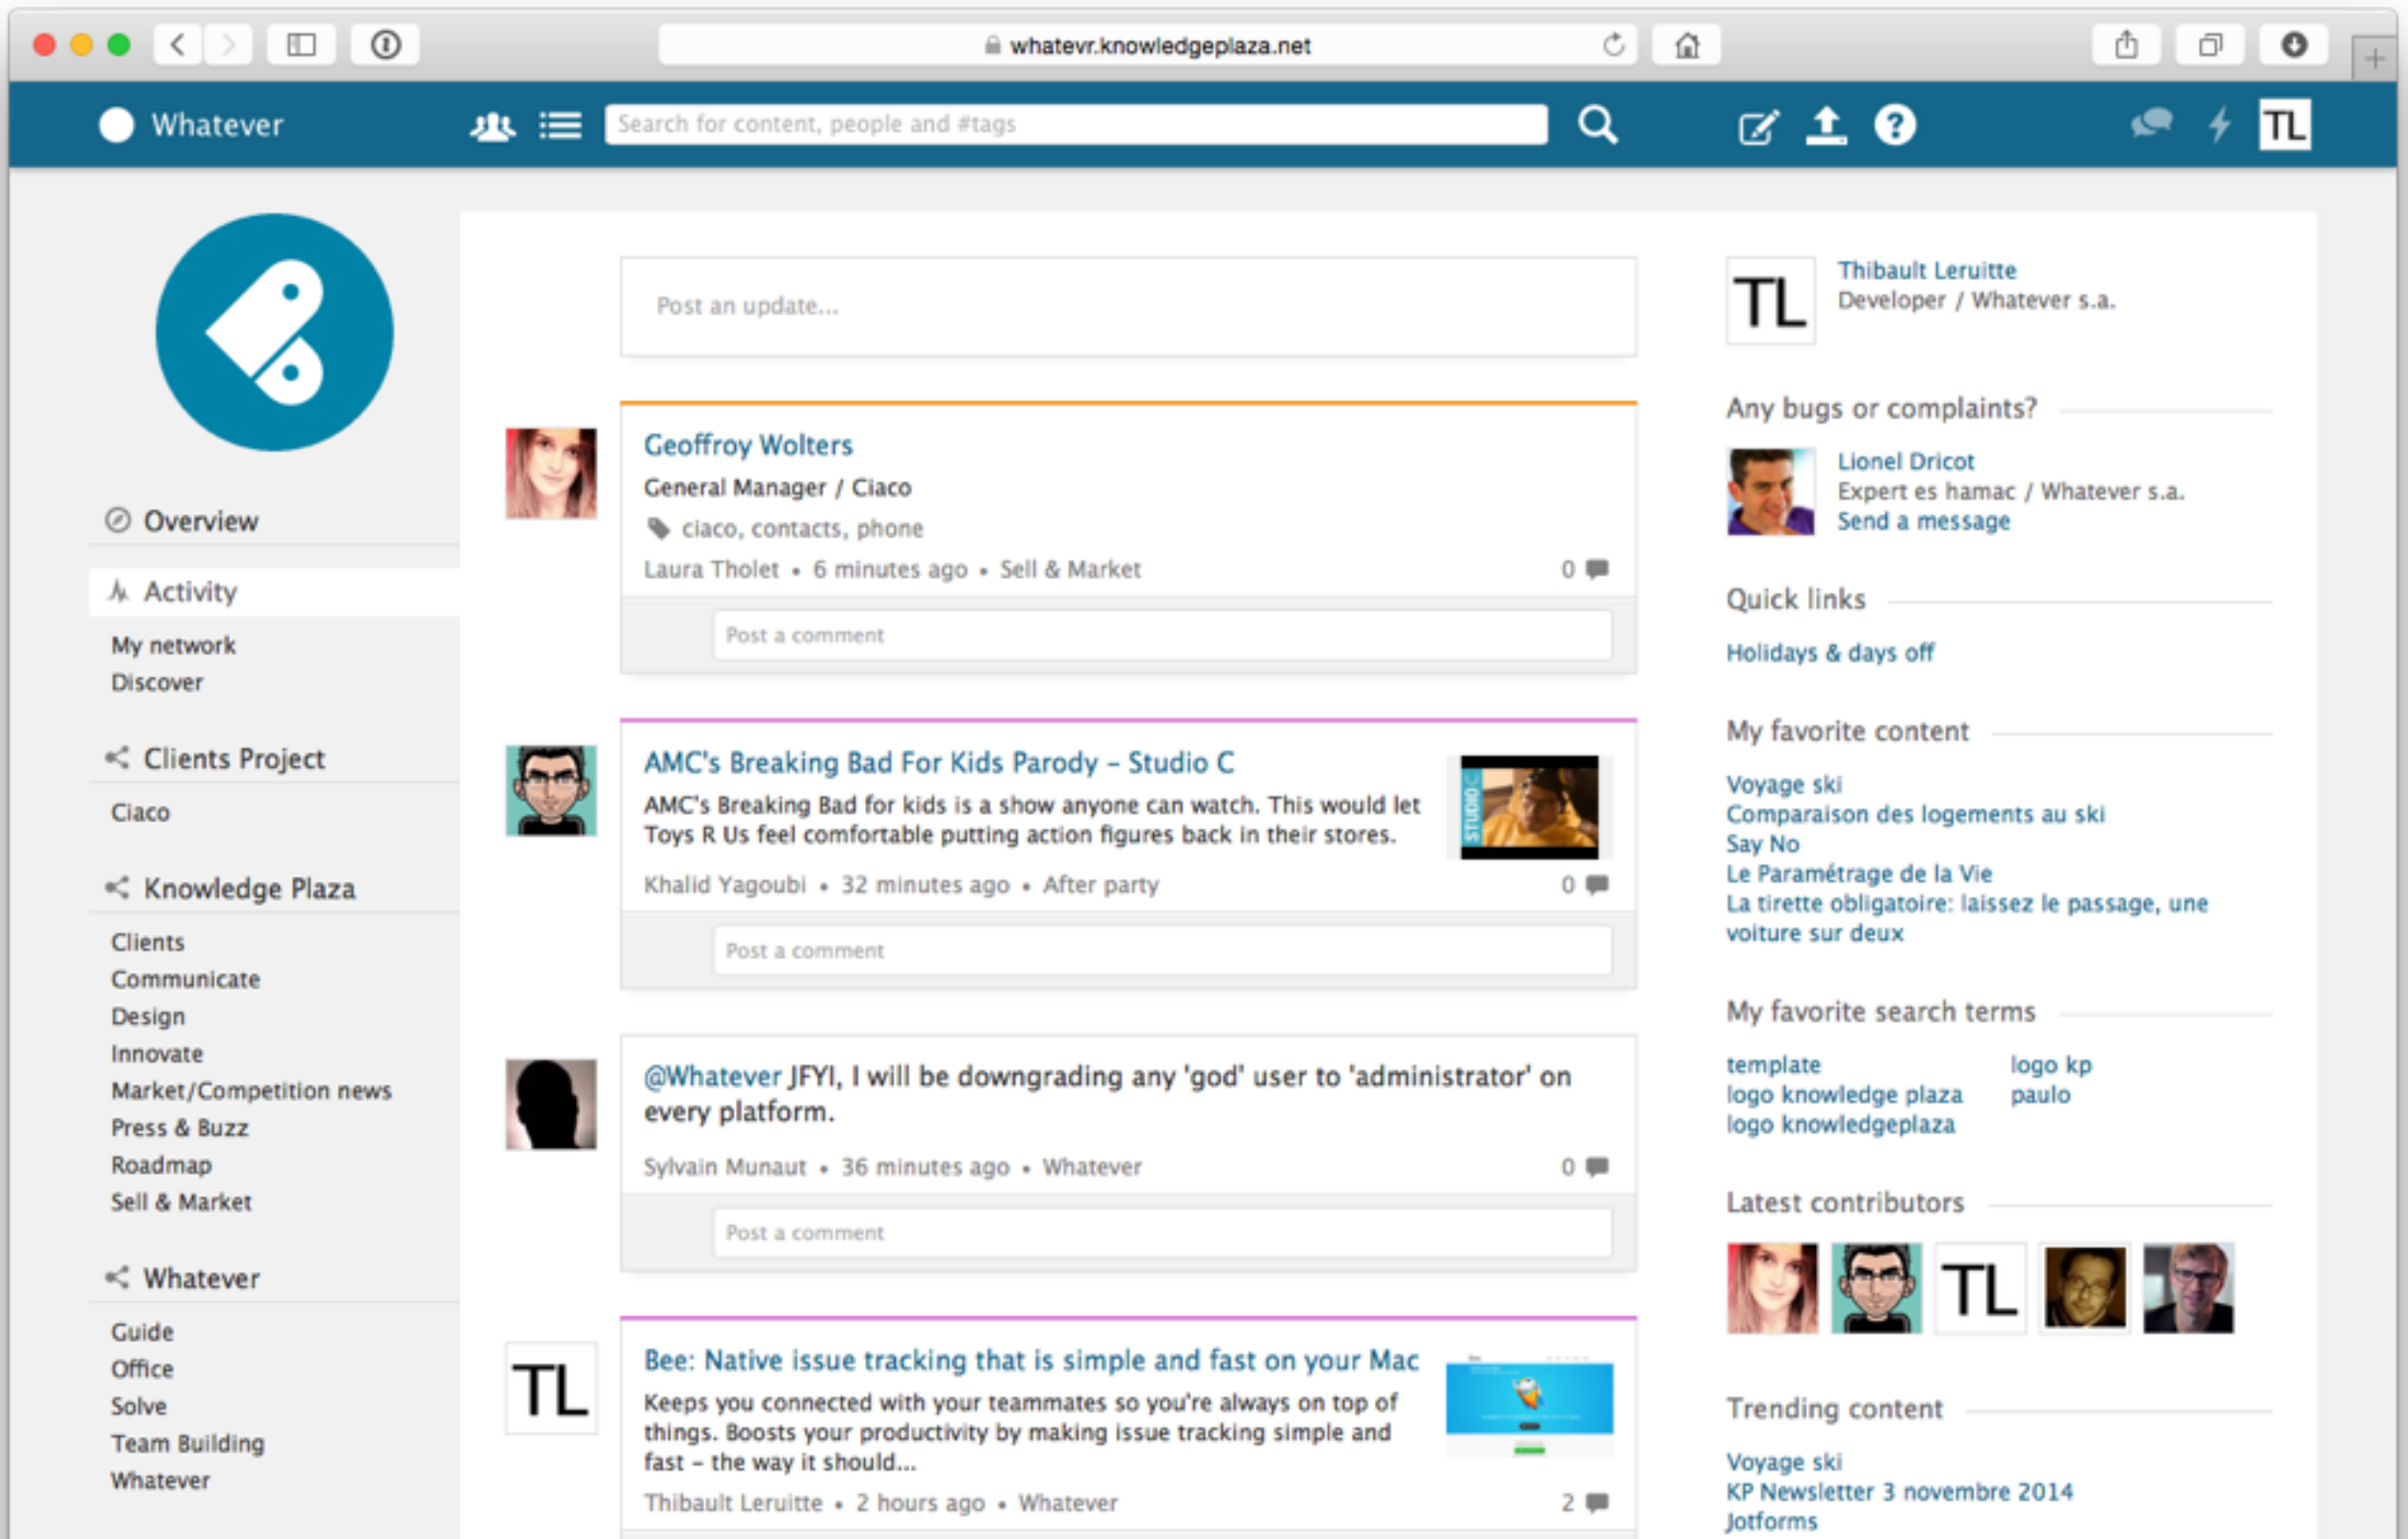 whatevr.knowledgeplaza.net
Whatever
Search for content, people and #tags
TL
Overview
Activity
My network
Discover
Clients Project
Ciaco
Knowledge Plaza
Clients
Communicate
Design
Innovate
Market/Competition news
Press & Buzz
Roadmap
Sell & Market
Whatever
Guide
Office
Solve
Team Building
Whatever
Post an update...
Geoffroy Wolters
General Manager / Ciaco
ciaco, contacts, phone
Laura Tholet • 6 minutes ago • Sell & Market 0
Post a comment
AMC's Breaking Bad For Kids Parody – Studio C
AMC's Breaking Bad for kids is a show anyone can watch. This would let
Toys R Us feel comfortable putting action figures back in their stores.
STUDIO C
Khalid Yagoubi • 32 minutes ago • After party 0
Post a comment
@Whatever JFYI, I will be downgrading any 'god' user to 'administrator' on
every platform.
Sylvain Munaut • 36 minutes ago • Whatever 0
Post a comment
TL
Bee: Native issue tracking that is simple and fast on your Mac
Keeps you connected with your teammates so you're always on top of
things. Boosts your productivity by making issue tracking simple and
fast – the way it should...
Thibault Leruitte • 2 hours ago • Whatever 2
TL
Thibault Leruitte
Developer / Whatever s.a.
Any bugs or complaints?
Lionel Dricot
Expert es hamac / Whatever s.a.
Send a message
Quick links
Holidays & days off
My favorite content
Voyage ski
Comparaison des logements au ski
Say No
Le Paramétrage de la Vie
La tirette obligatoire: laissez le passage, une
voiture sur deux
My favorite search terms
template logo kp
logo knowledge plaza paulo
logo knowledgeplaza
Latest contributors
TL
Trending content
Voyage ski
KP Newsletter 3 novembre 2014
Jotforms